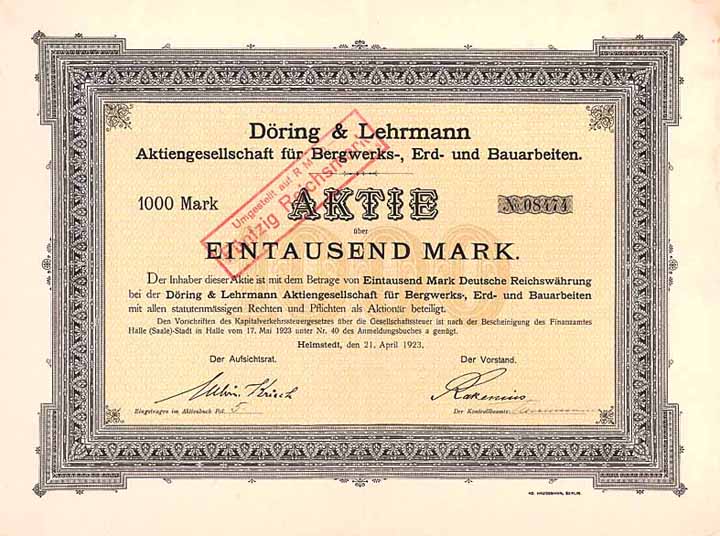 Döring & Lehrmann
Aktiengesellschaft für Bergwerks-, Erd- und Bauarbeiten.
Umgestellt auf R M
Fünfzig Reichsmark
1000 Mark
AKTIE
№ 08474
über
EINTAUSEND MARK.
1000
Der Inhaber dieser Aktie ist mit dem Betrage von Eintausend Mark Deutsche Reichswährung
bei der Döring & Lehrmann Aktiengesellschaft für Bergwerks-, Erd- und Bauarbeiten
mit allen statutenmässigen Rechten und Pflichten als Aktionär beteiligt.
Den Vorschriften des Kapitalverkehrssteuergesetzes über die Gesellschaftssteuer ist nach der Bescheinigung des Finanzamtes
Halle (Saale)-Stadt in Halle vom 17. Mai 1923 unter Nr. 40 des Anmeldungsbuches a genügt.
Helmstedt, den 21. April 1923.
Der Aufsichtsrat.
Der Vorstand.
Rakenius
Eingetragen im Aktienbuch Fol.
Der Kontrollbeamte:
BERLIN.